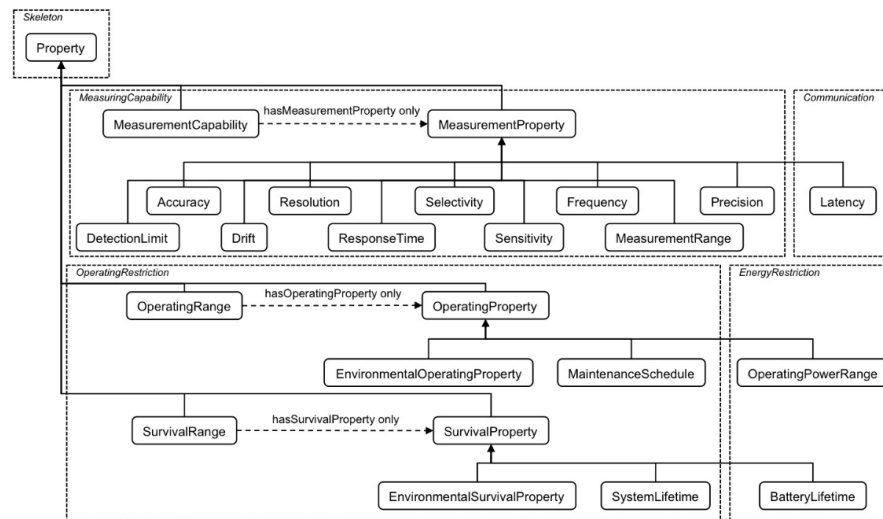 Skeleton
Property
MeasuringCapability
Communication
MeasurementCapability
hasMeasurementProperty only
MeasurementProperty
Accuracy
Resolution
Selectivity
Frequency
Precision
Latency
DetectionLimit
Drift
ResponseTime
Sensitivity
MeasurementRange
OperatingRestriction
EnergyRestriction
OperatingRange
hasOperatingProperty only
OperatingProperty
EnvironmentalOperatingProperty
MaintenanceSchedule
OperatingPowerRange
SurvivalRange
hasSurvivalProperty only
SurvivalProperty
EnvironmentalSurvivalProperty
SystemLifetime
BatteryLifetime